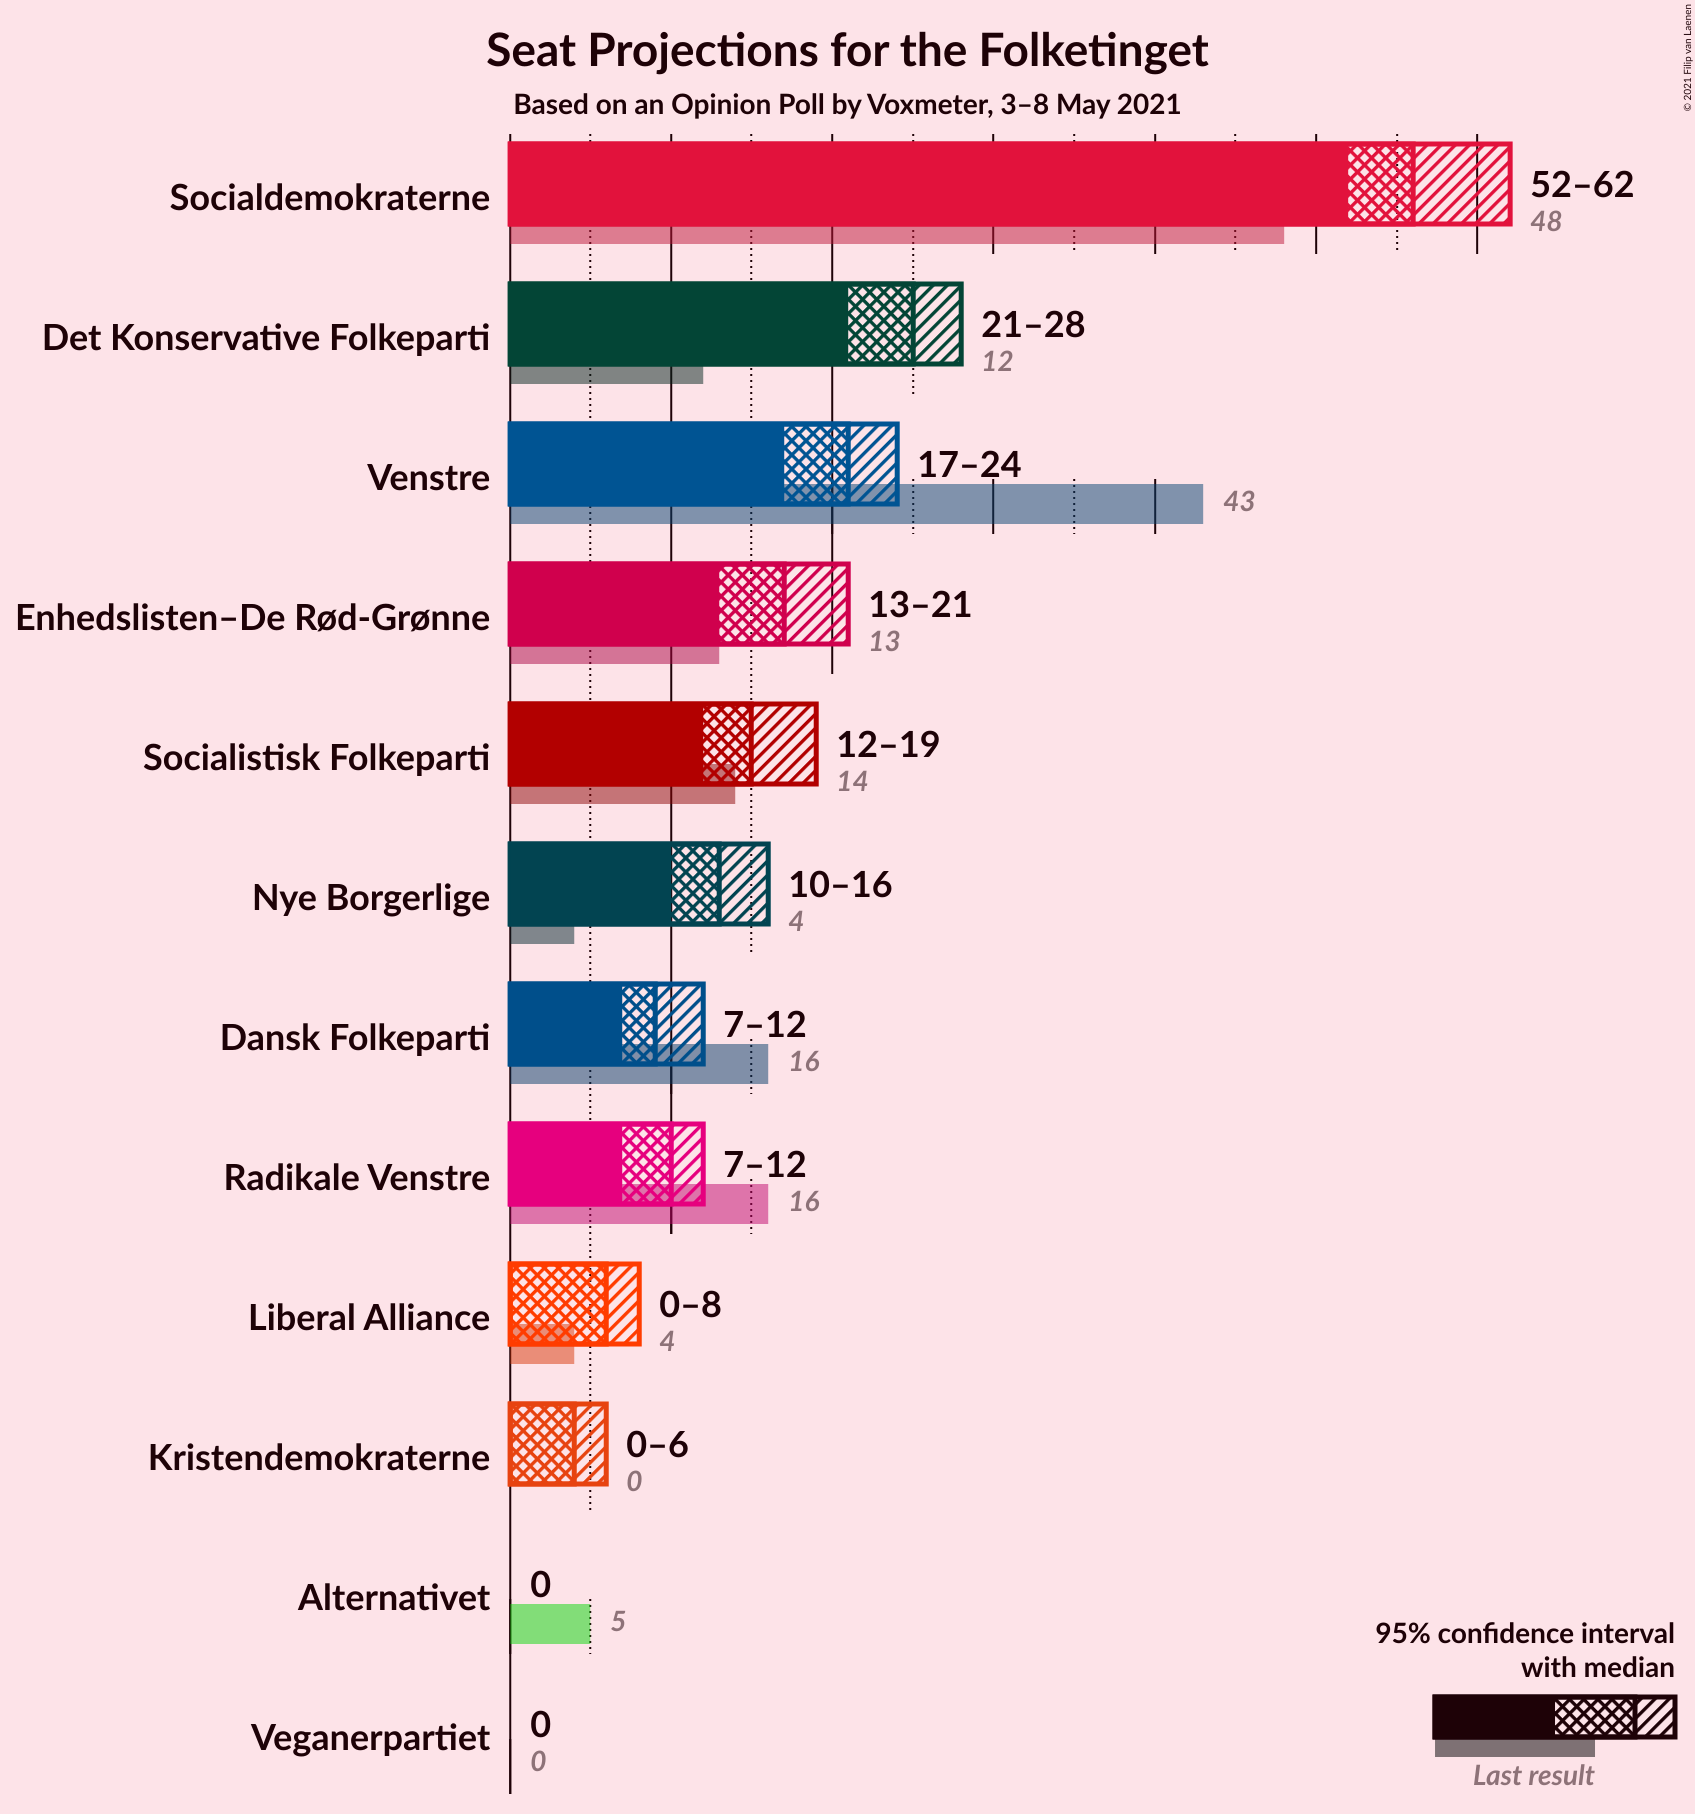 Seat Projections for the Folketinget
Based on an Opinion Poll by Voxmeter, 3–8 May 2021
© 2021 Filip van Laenen
Socialdemokraterne
52–62
48
Det Konservative Folkeparti
21–28
12
Venstre
17–24
43
Enhedslisten–De Rød-Grønne
13–21
13
Socialistisk Folkeparti
12–19
14
Nye Borgerlige
10–16
4
Dansk Folkeparti
7–12
16
Radikale Venstre
7–12
16
Liberal Alliance
0–8
4
Kristendemokraterne
0–6
0
Alternativet
0
5
Veganerpartiet
0
0
95% confidence interval
with median
Last result